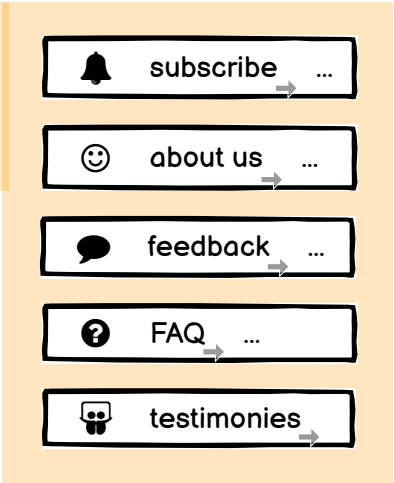 subscribe ...
about us ...
feedback ...
FAQ ...
testimonies